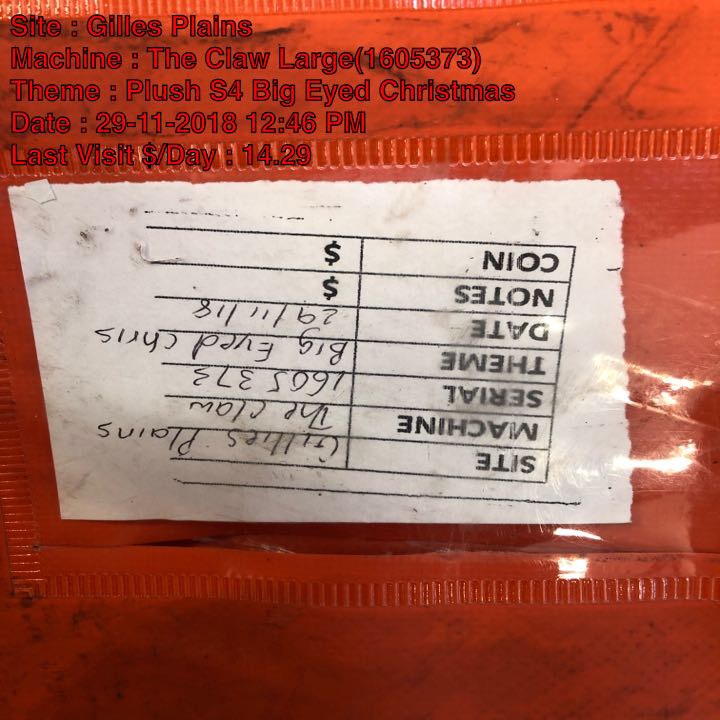 Site : Gilles Plains
Machine : The Claw Large(1605373)
Theme : Plush S4 Big Eyed Christmas
Date : 29-11-2018 12:46 PM
Last Visit $/Day : 14.29
SITE Gilles Plains
MACHINE The Claw
SERIAL 1605373
THEME Big Eyed Chris
DATE 29/11/18
NOTES $
COIN $